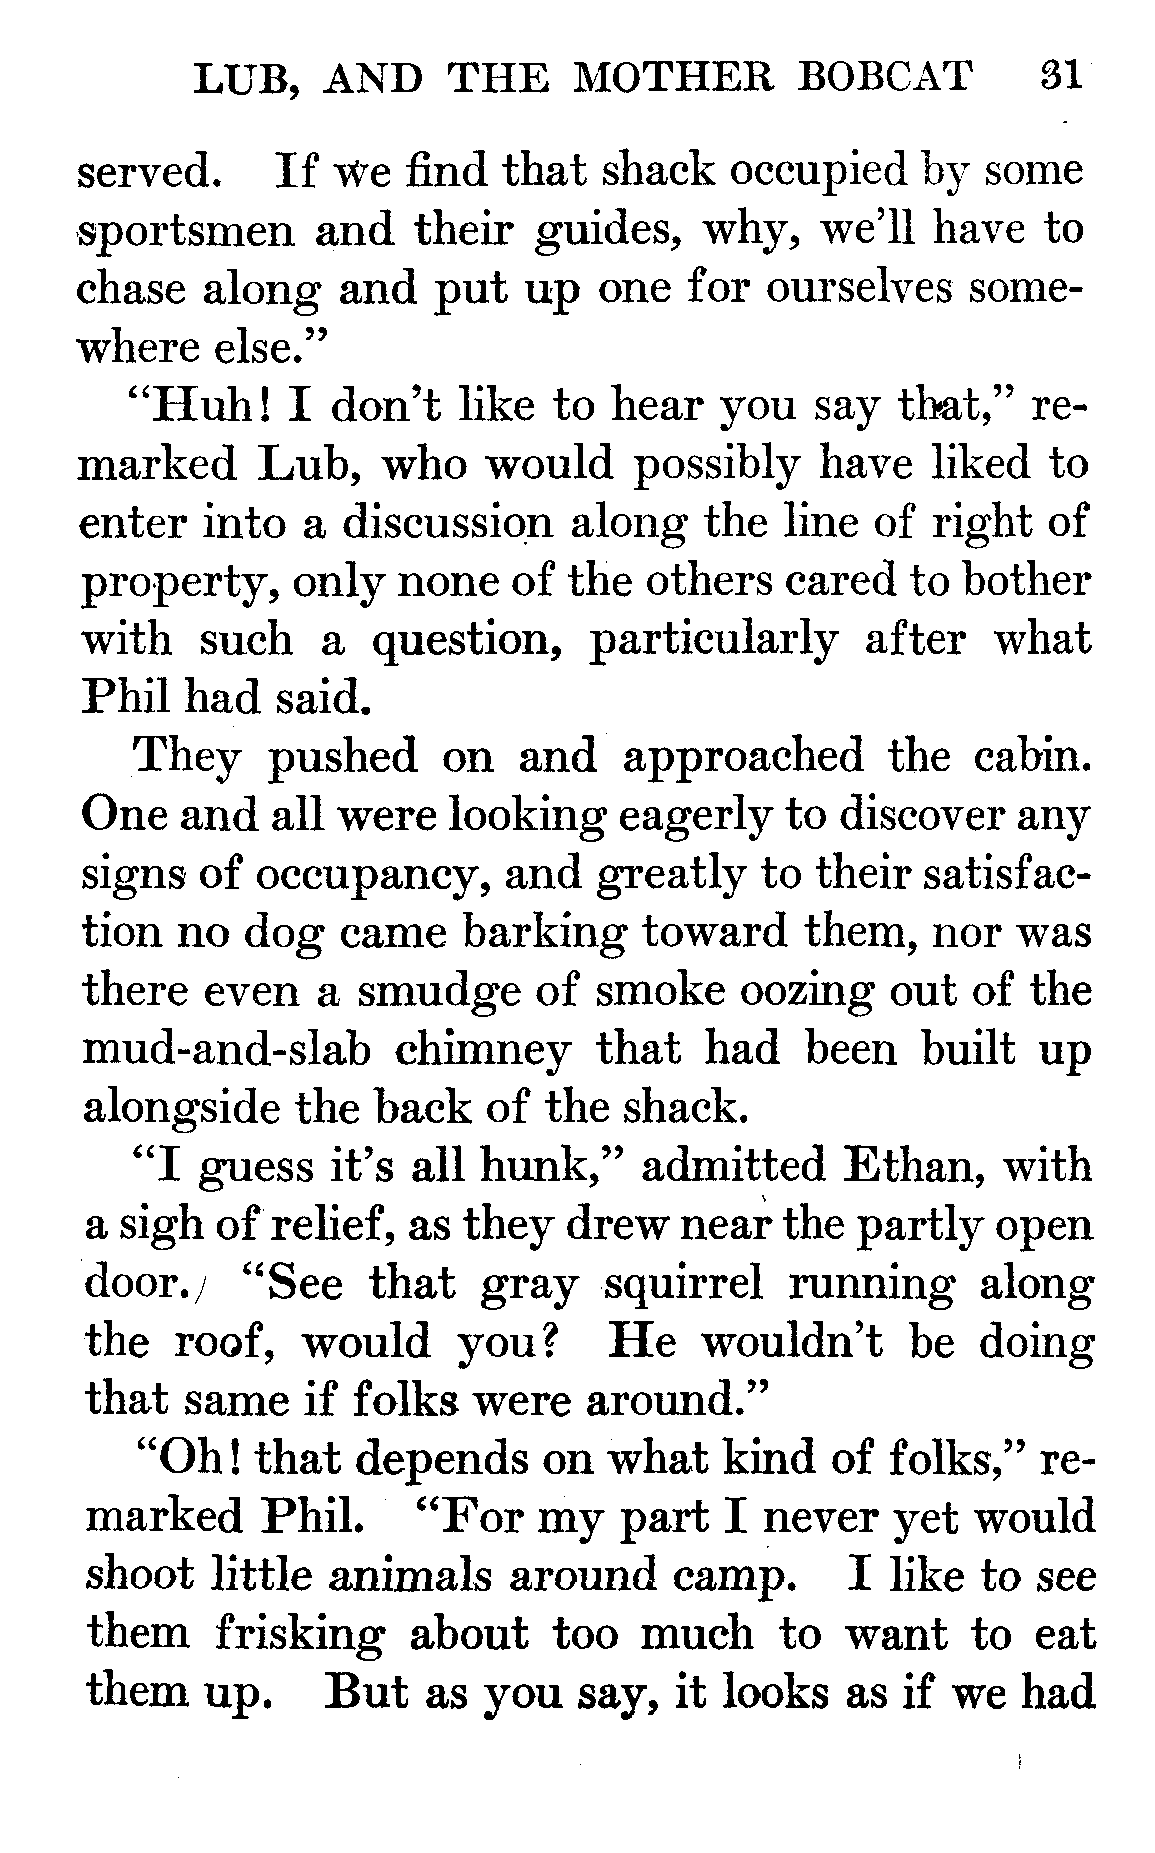 LUB, AND THE MOTHER BOBCAT 31
served. If we find that shack occupied by some
sportsmen and their guides, why, we'll have to
chase along and put up one for ourselves some-
where else."
"Huh! I don't like to hear you say that," re-
marked Lub, who would possibly have liked to
enter into a discussion along the line of right of
property, only none of the others cared to bother
with such a question, particularly after what
Phil had said.
They pushed on and approached the cabin.
One and all were looking eagerly to discover any
signs of occupancy, and greatly to their satisfac-
tion no dog came barking toward them, nor was
there even a smudge of smoke oozing out of the
mud-and-slab chimney that had been built up
alongside the back of the shack.
"I guess it's all hunk," admitted Ethan, with
a sigh of relief, as they drew near the partly open
door. "See that gray squirrel running along
the roof, would you? He wouldn't be doing
that same if folks were around."
"Oh! that depends on what kind of folks," re-
marked Phil. "For my part I never yet would
shoot little animals around camp. I like to see
them frisking about too much to want to eat
them up. But as you say, it looks as if we had